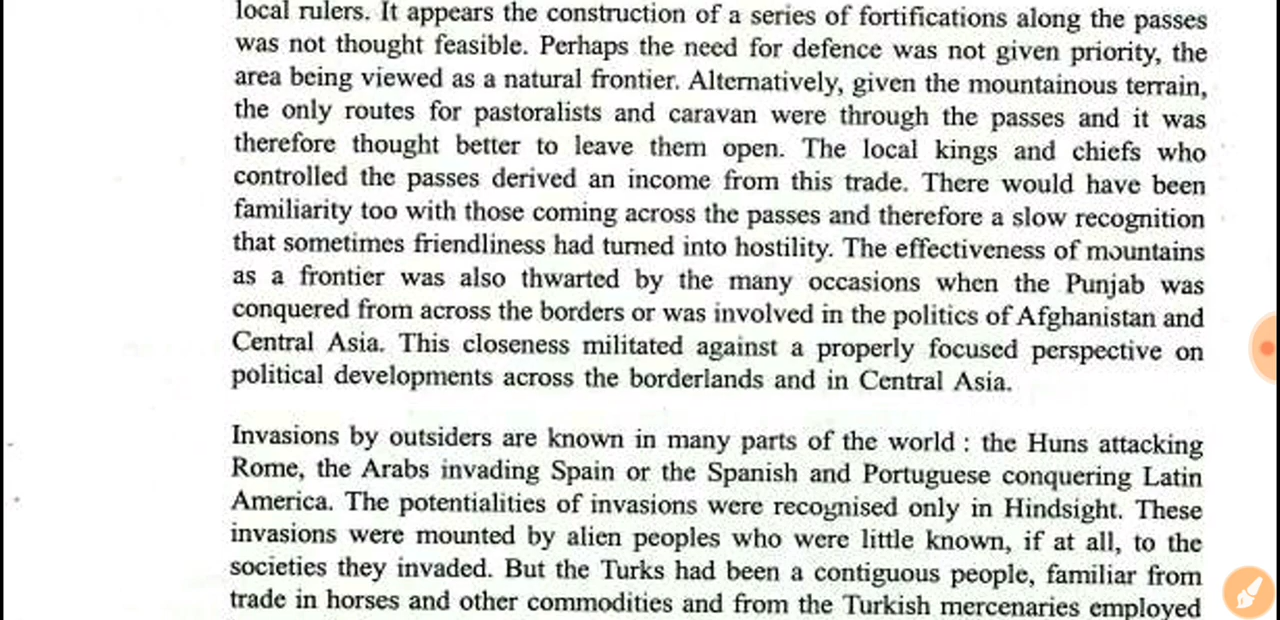 local rulers. It appears the construction of a series of fortifications along the passes
was not thought feasible. Perhaps the need for defence was not given priority, the
area being viewed as a natural frontier. Alternatively, given the mountainous terrain,
the only routes for pastoralists and caravan were through the passes and it was
therefore thought better to leave them open. The local kings and chiefs who
controlled the passes derived an income from this trade. There would have been
familiarity too with those coming across the passes and therefore a slow recognition
that sometimes friendliness had turned into hostility. The effectiveness of mountains
as a frontier was also thwarted by the many occasions when the Punjab was
conquered from across the borders or was involved in the politics of Afghanistan and
Central Asia. This closeness militated against a properly focused perspective on
political developments across the borderlands and in Central Asia.
Invasions by outsiders are known in many parts of the world : the Huns attacking
Rome, the Arabs invading Spain or the Spanish and Portuguese conquering Latin
America. The potentialities of invasions were recognised only in Hindsight. These
invasions were mounted by alien peoples who were little known, if at all, to the
societies they invaded. But the Turks had been a contiguous people, familiar from
trade in horses and other commodities and from the Turkish mercenaries employed